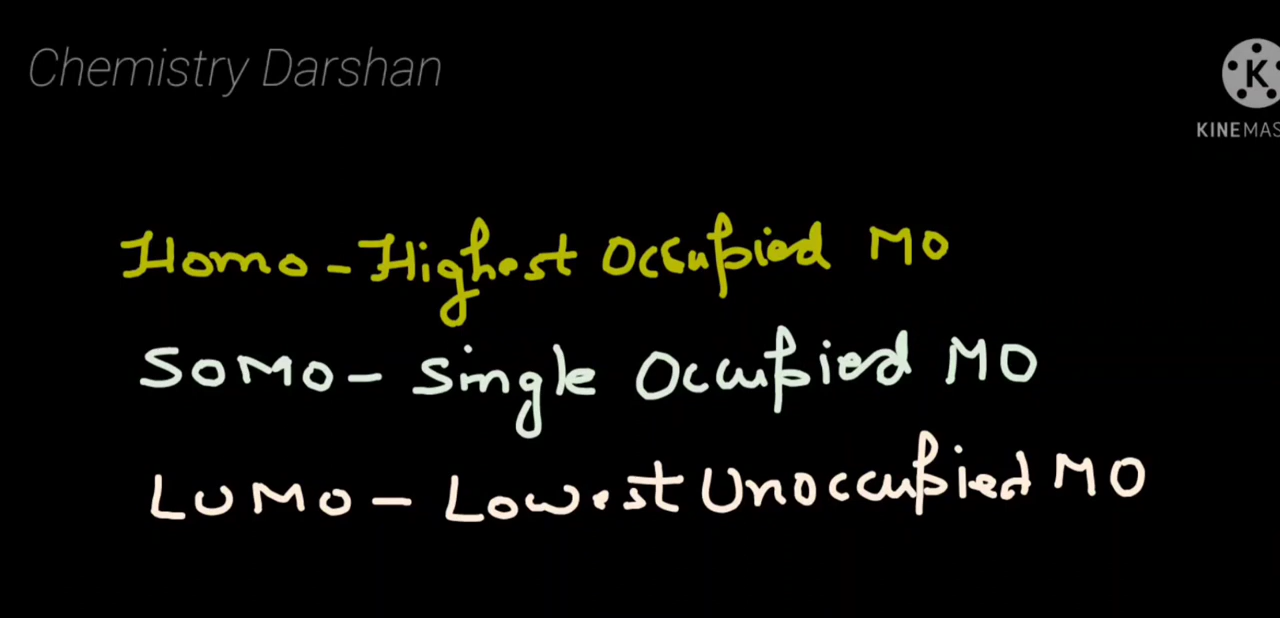 Chemistry Darshan
K
KINEMAS
Homo - Highest Occupied MO
SOMO - Single Occupied MO
LUMO - Lowest Unoccupied MO